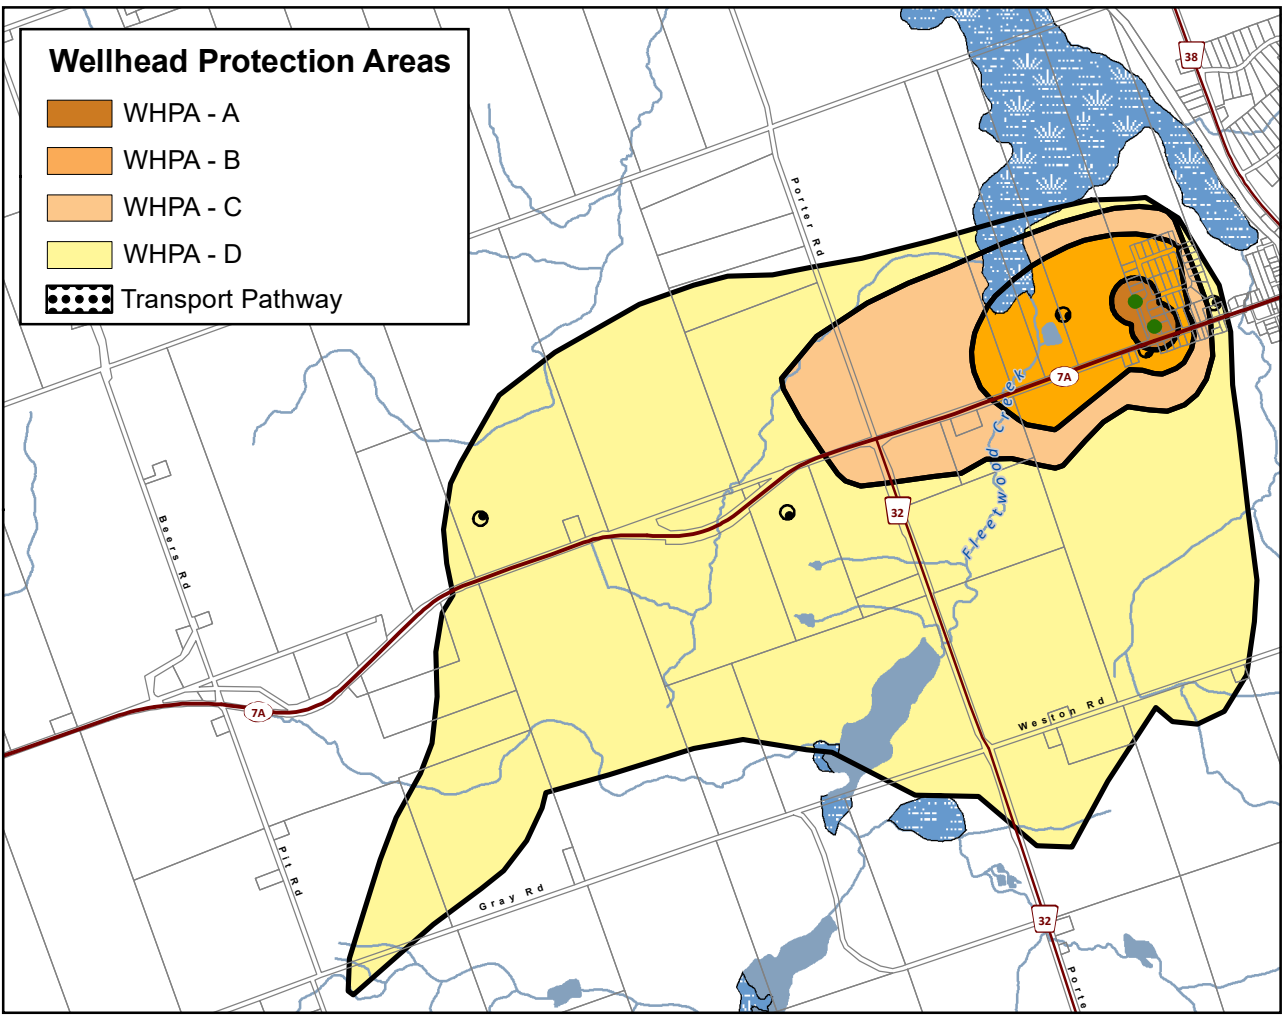 Wellhead Protection Areas
WHPA - A
WHPA - B
WHPA - C
WHPA - D
Transport Pathway
38
Porter Rd
7A
Fleetwood Creek
32
Beers Rd
7A
Weston Rd
Pit Rd
Gray Rd
32
Porte